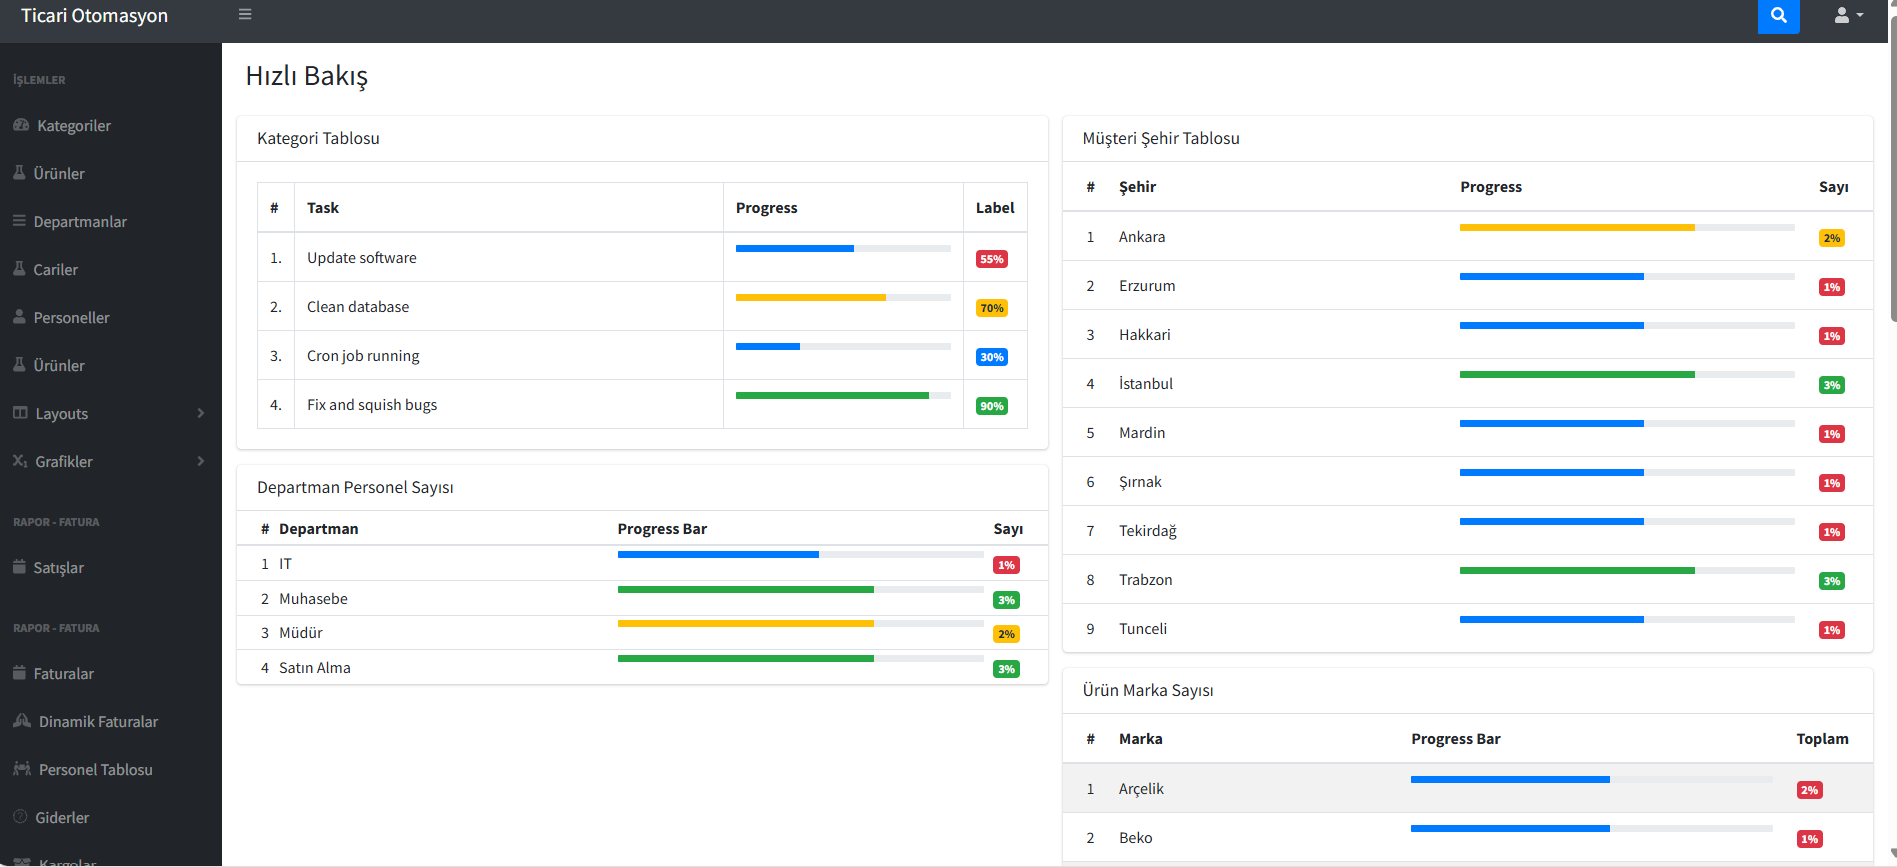 Ticari Otomasyon
İŞLEMLER
Kategoriler
Ürünler
Departmanlar
Cariler
Personeller
Ürünler
Layouts
Grafikler
RAPOR - FATURA
Satışlar
RAPOR - FATURA
Faturalar
Dinamik Faturalar
Personel Tablosu
Giderler
Kargolar
Hızlı Bakış
Kategori Tablosu
# Task Progress Label
1. Update software 55%
2. Clean database 70%
3. Cron job running 30%
4. Fix and squish bugs 90%
Departman Personel Sayısı
# Departman Progress Bar Sayı
1 IT 1%
2 Muhasebe 3%
3 Müdür 2%
4 Satın Alma 3%
Müşteri Şehir Tablosu
# Şehir Progress Sayı
1 Ankara 2%
2 Erzurum 1%
3 Hakkari 1%
4 İstanbul 3%
5 Mardin 1%
6 Şırnak 1%
7 Tekirdağ 1%
8 Trabzon 3%
9 Tunceli 1%
Ürün Marka Sayısı
# Marka Progress Bar Toplam
1 Arçelik 2%
2 Beko 1%